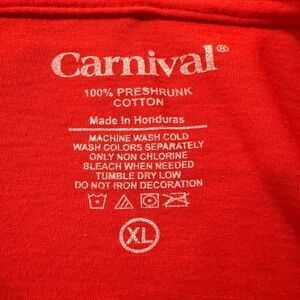 Carnival®
100% PRESHRUNK
COTTON
Made in Honduras
MACHINE WASH COLD
WASH COLORS SEPARATELY
ONLY NON CHLORINE
BLEACH WHEN NEEDED
TUMBLE DRY LOW
DO NOT IRON DECORATION
XL